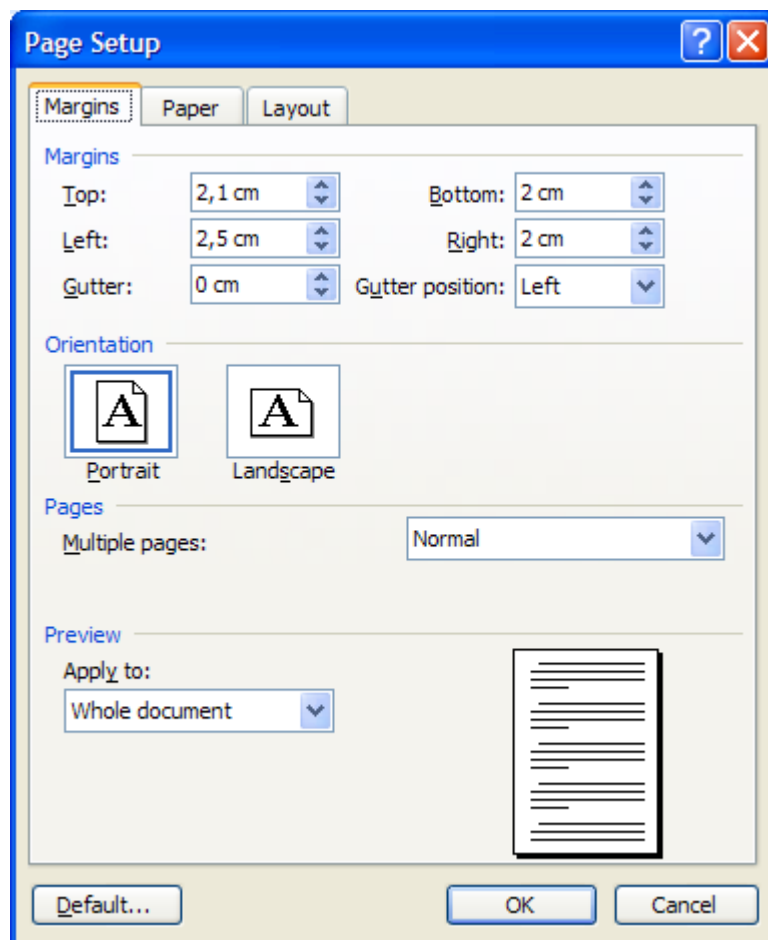 Page Setup
Margins Paper Layout
Margins
Top: 2,1 cm Bottom: 2 cm
Left: 2,5 cm Right: 2 cm
Gutter: 0 cm Gutter position: Left
Orientation
A A
Portrait Landscape
Pages
Multiple pages: Normal
Preview
Apply to:
Whole document
Default... OK Cancel